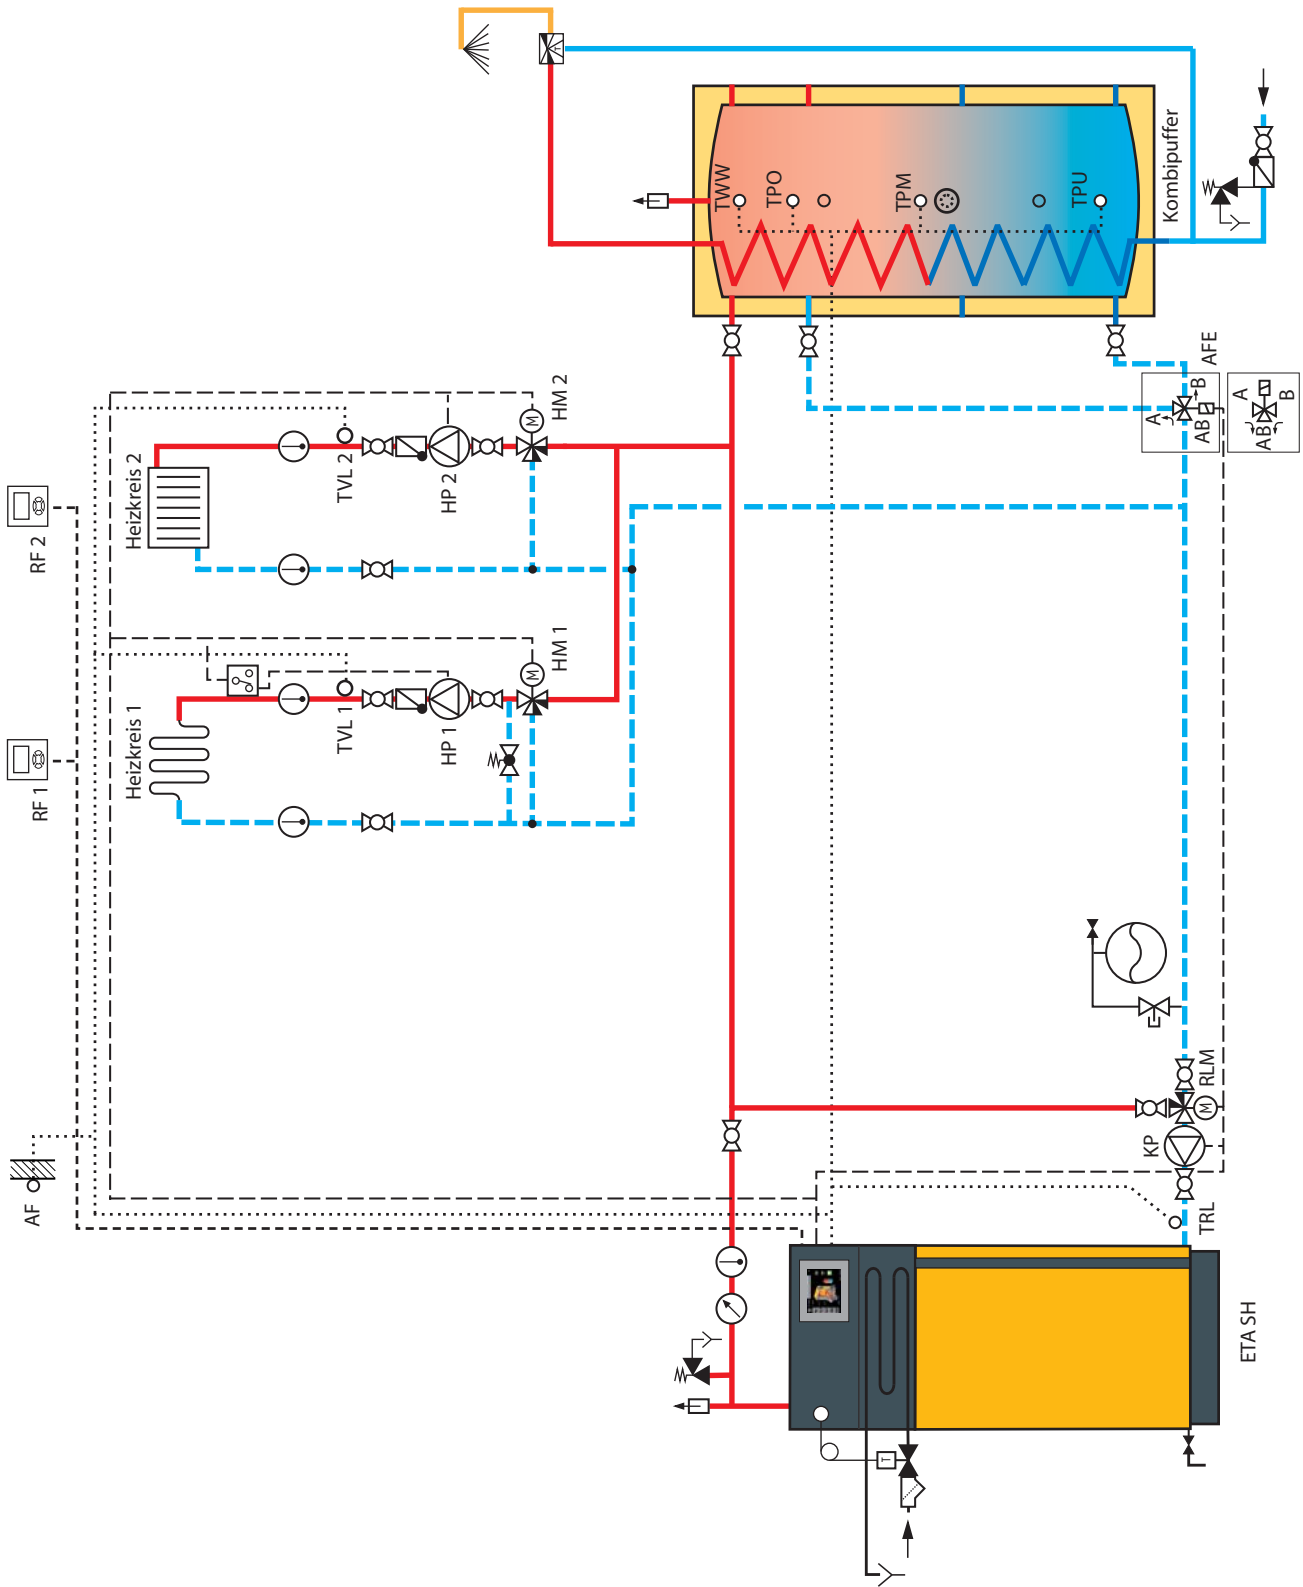 TWW
TPO
TPM
TPU
Kombipuffer
T
AFE
A
B
AB
A
B
AB
HM 2
M
HP 2
TVL 2
Heizkreis 2
RF 2
HM 1
M
HP 1
TVL 1
Heizkreis 1
RF 1
AF
RLM
M
KP
TRL
ETA SH
T